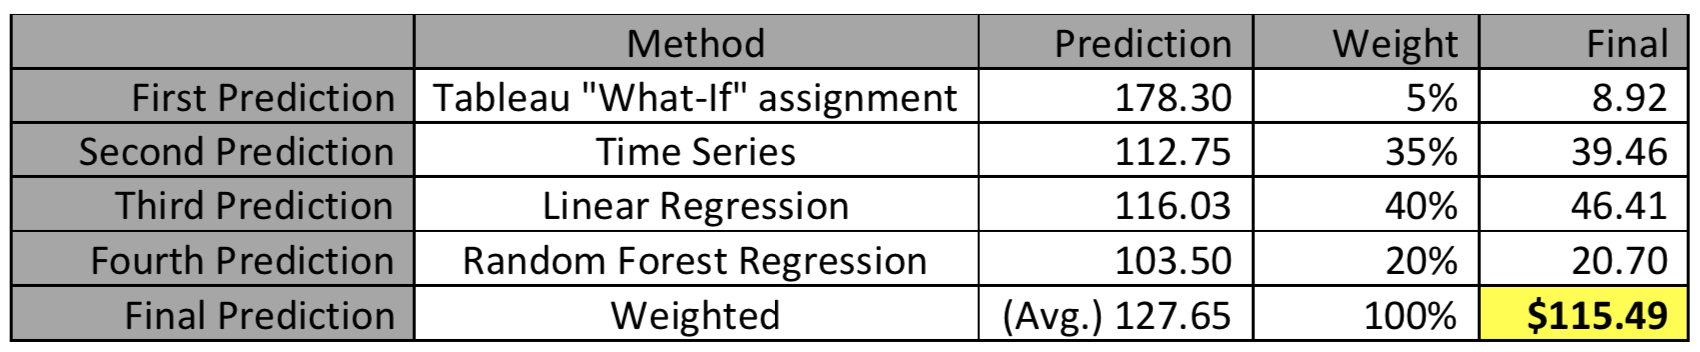 Method Prediction Weight Final
First Prediction Tableau "What-If" assignment 178.30 5% 8.92
Second Prediction Time Series 112.75 35% 39.46
Third Prediction Linear Regression 116.03 40% 46.41
Fourth Prediction Random Forest Regression 103.50 20% 20.70
Final Prediction Weighted (Avg.) 127.65 100% $115.49